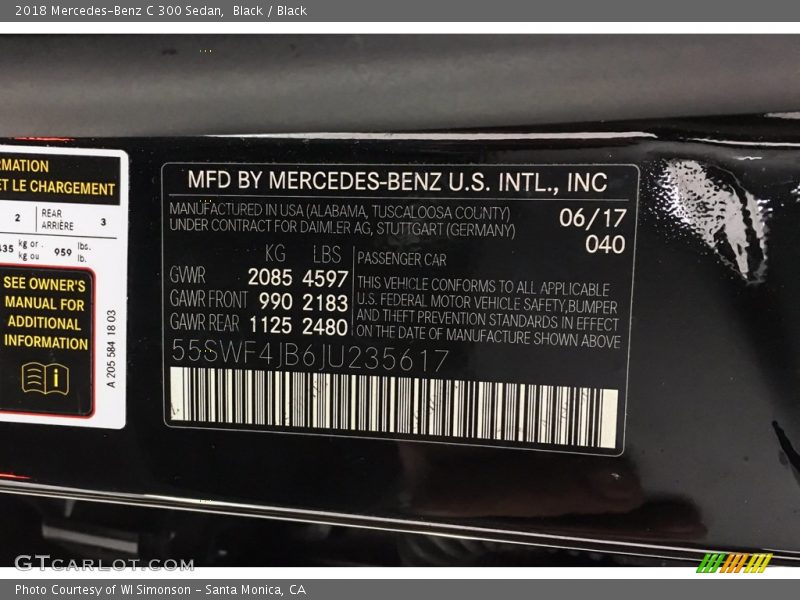 2018 Mercedes-Benz C 300 Sedan, Black / Black
RMATION
ET LE CHARGEMENT
2 REAR ARRIÈRE 3
435 kg or kg ou 959 lbs. lb.
SEE OWNER'S
MANUAL FOR
ADDITIONAL
INFORMATION
A 205 584 18 03
MFD BY MERCEDES-BENZ U.S. INTL., INC
MANUFACTURED IN USA (ALABAMA, TUSCALOOSA COUNTY)
UNDER CONTRACT FOR DAIMLER AG, STUTTGART (GERMANY)
06/17
040
KG LBS
GVWR 2085 4597
GAWR FRONT 990 2183
GAWR REAR 1125 2480
PASSENGER CAR
THIS VEHICLE CONFORMS TO ALL APPLICABLE
U.S. FEDERAL MOTOR VEHICLE SAFETY,BUMPER
AND THEFT PREVENTION STANDARDS IN EFFECT
ON THE DATE OF MANUFACTURE SHOWN ABOVE
55SWF4JB6JU235617
GTCARLOT.COM
Photo Courtesy of WI Simonson - Santa Monica, CA